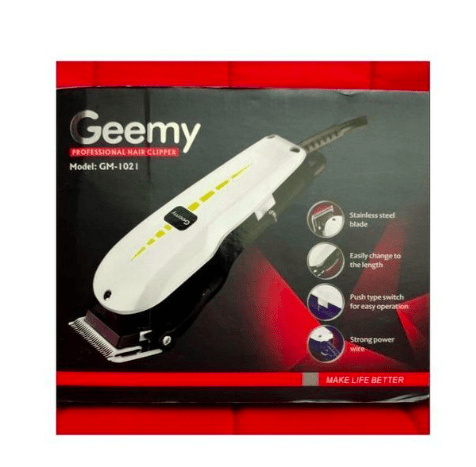 Geemy
PROFESSIONAL HAIR CLIPPER
Model: GM-1021
Geemy
Stainless steel
blade
Easily change to
the length
Push type switch
for easy operation
Strong power
wire
MAKE LIFE BETTER